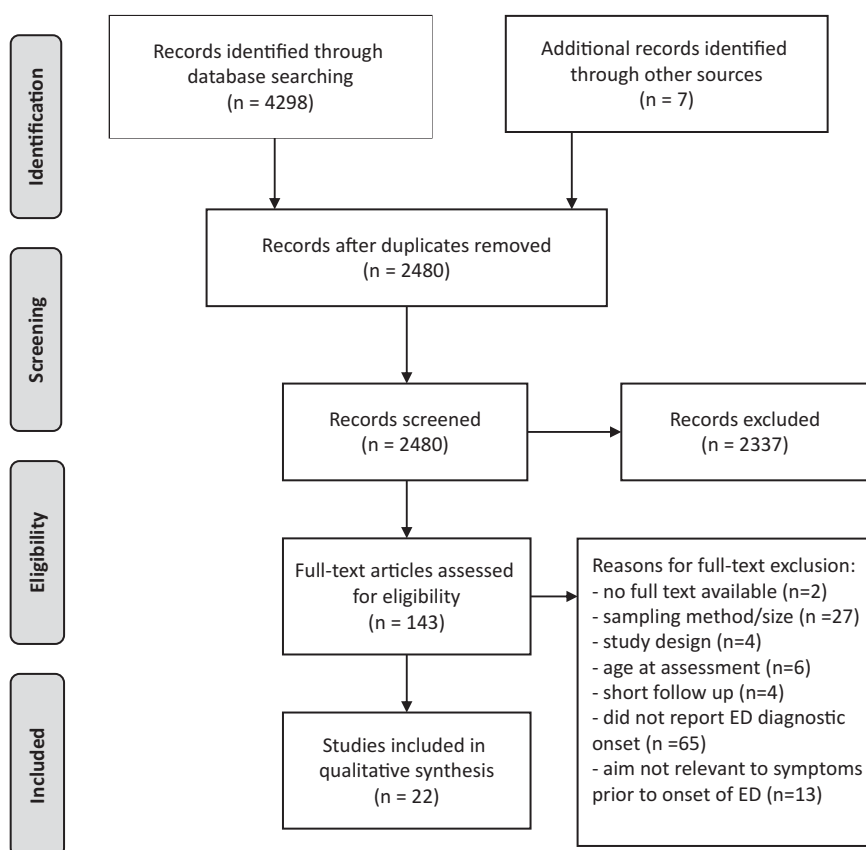 Identification
Records identified through
database searching
(n = 4298)
Additional records identified
through other sources
(n = 7)
Records after duplicates removed
(n = 2480)
Screening
Records screened
(n = 2480)
Records excluded
(n = 2337)
Eligibility
Full-text articles assessed
for eligibility
(n = 143)
Reasons for full-text exclusion:
- no full text available (n=2)
- sampling method/size (n =27)
- study design (n=4)
- age at assessment (n=6)
- short follow up (n=4)
- did not report ED diagnostic
onset (n =65)
- aim not relevant to symptoms
prior to onset of ED (n=13)
Included
Studies included in
qualitative synthesis
(n = 22)